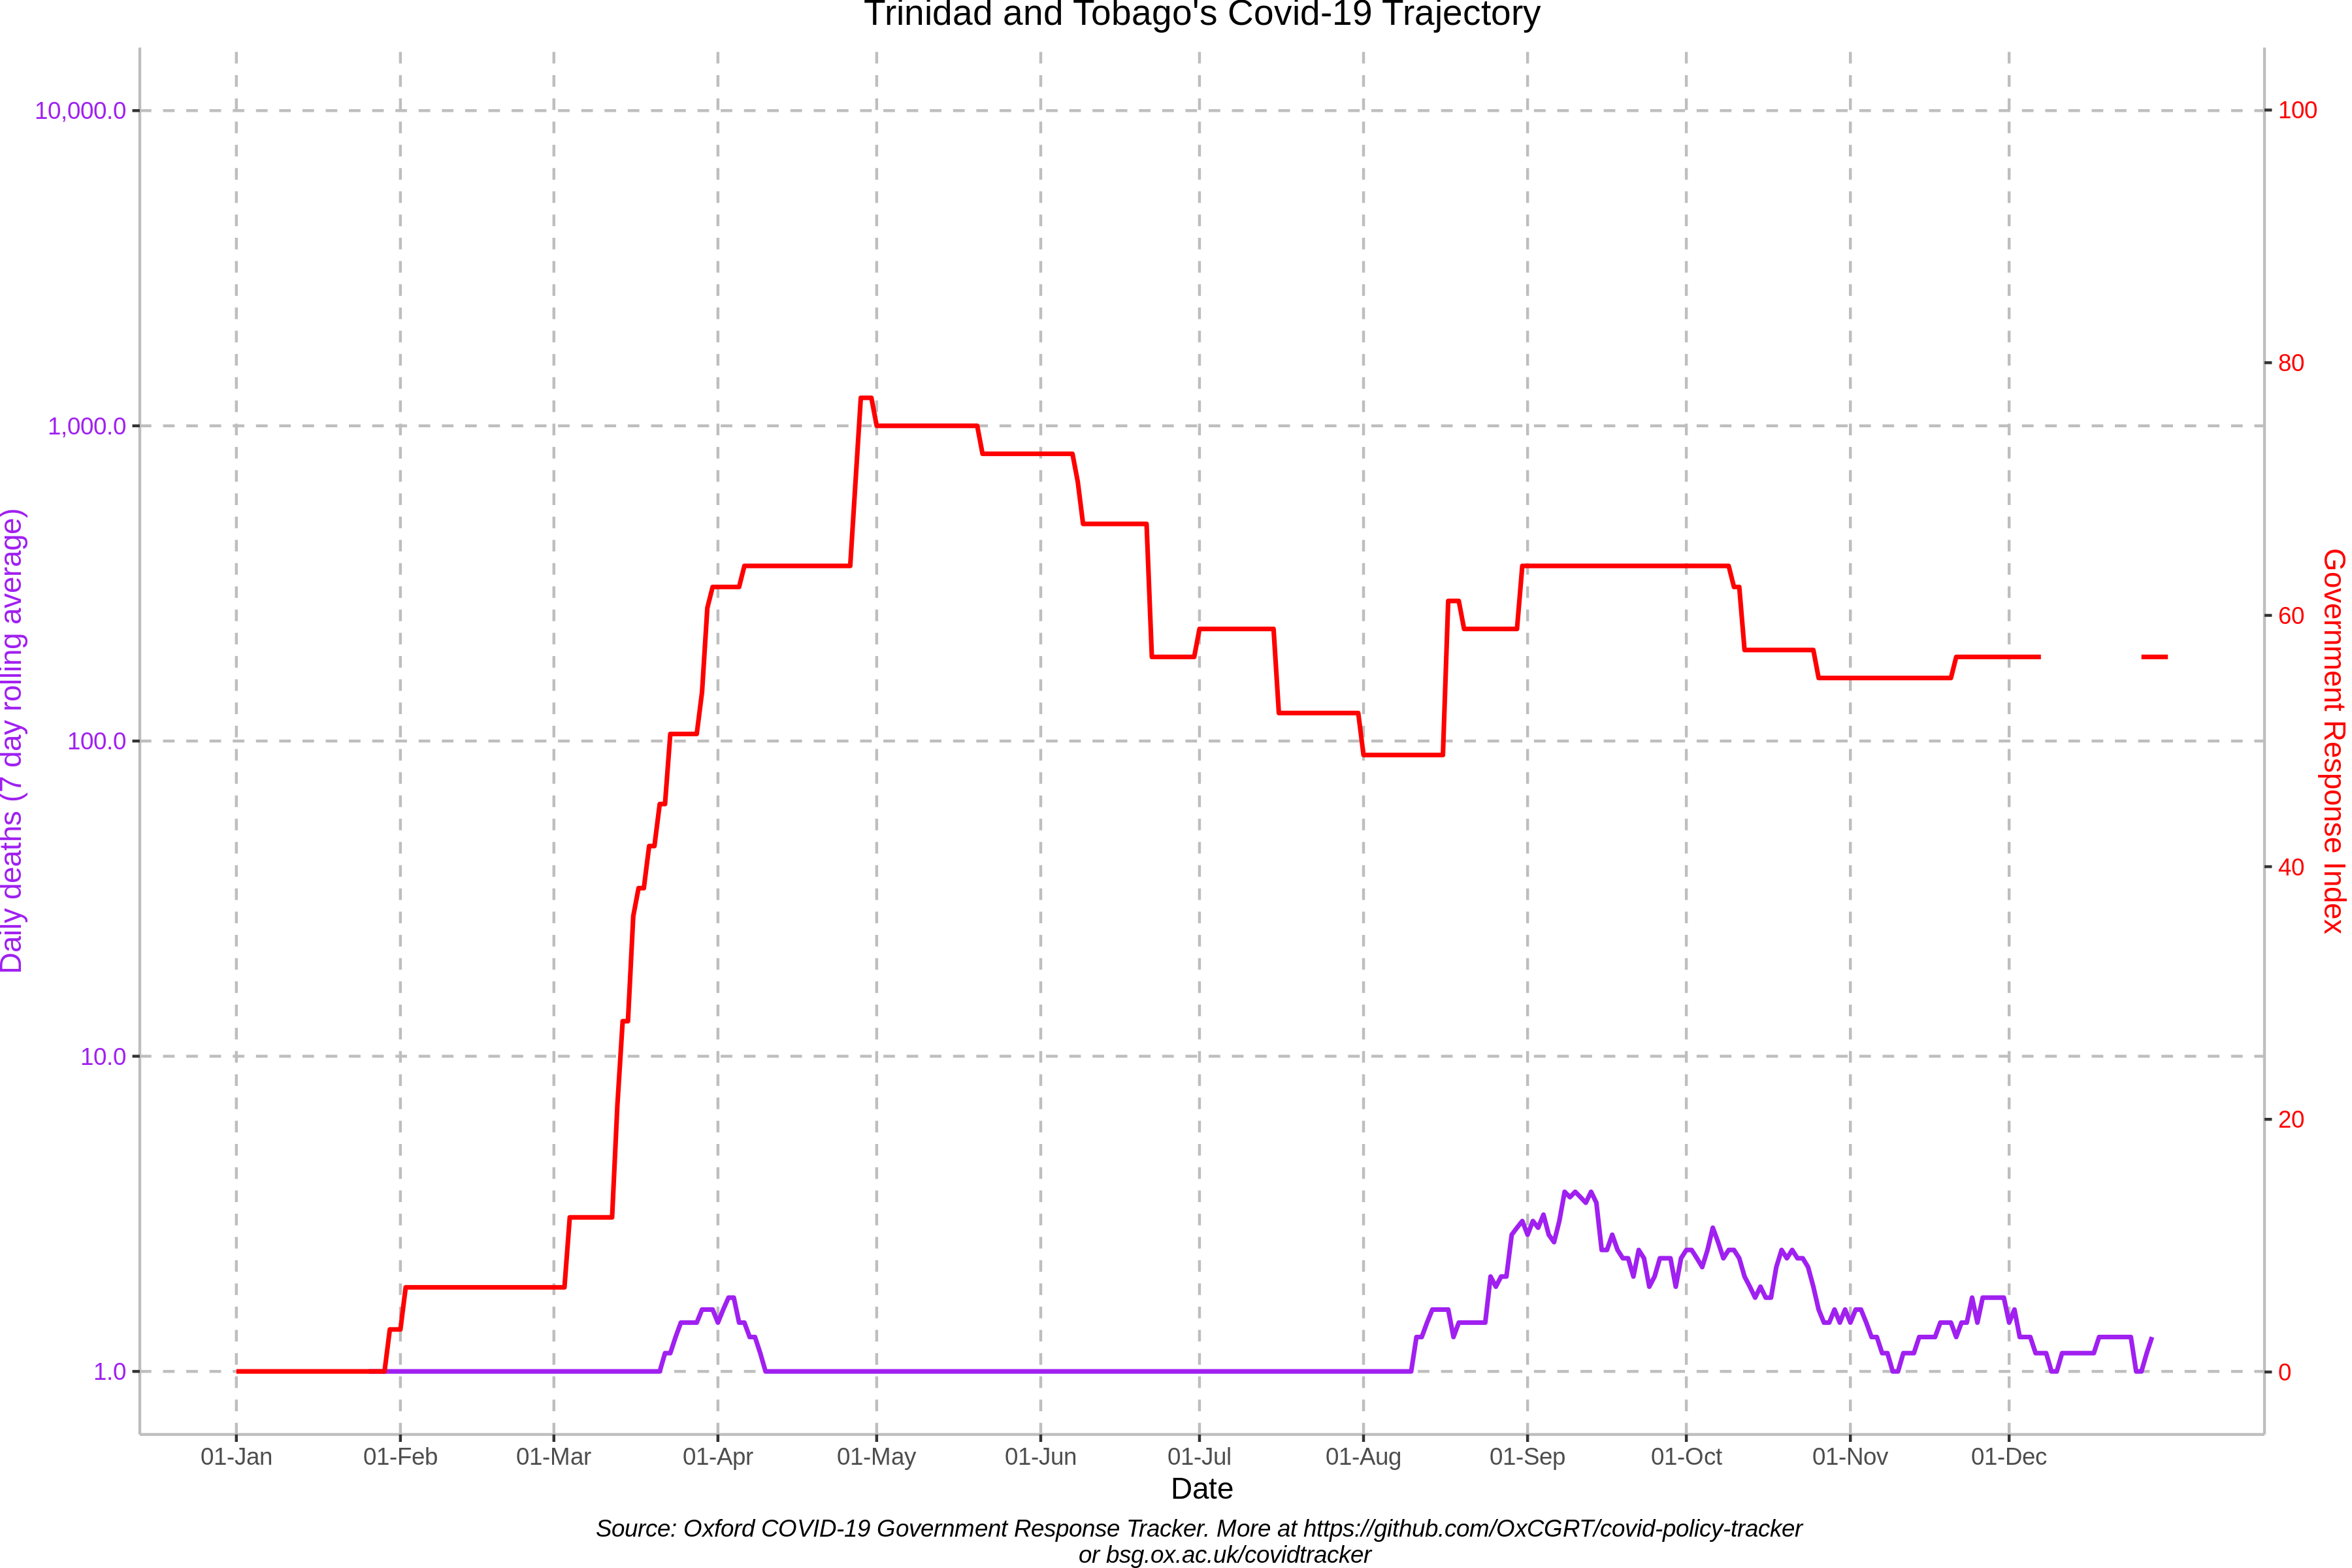 Trinidad and Tobago's Covid-19 Trajectory
10,000.0
1,000.0
100.0
10.0
1.0
Daily deaths (7 day rolling average)
100
80
60
40
20
0
Government Response Index
01-Jan 01-Feb 01-Mar 01-Apr 01-May 01-Jun 01-Jul 01-Aug 01-Sep 01-Oct 01-Nov 01-Dec
Date
Source: Oxford COVID-19 Government Response Tracker. More at https://github.com/OxCGRT/covid-policy-tracker
or bsg.ox.ac.uk/covidtracker